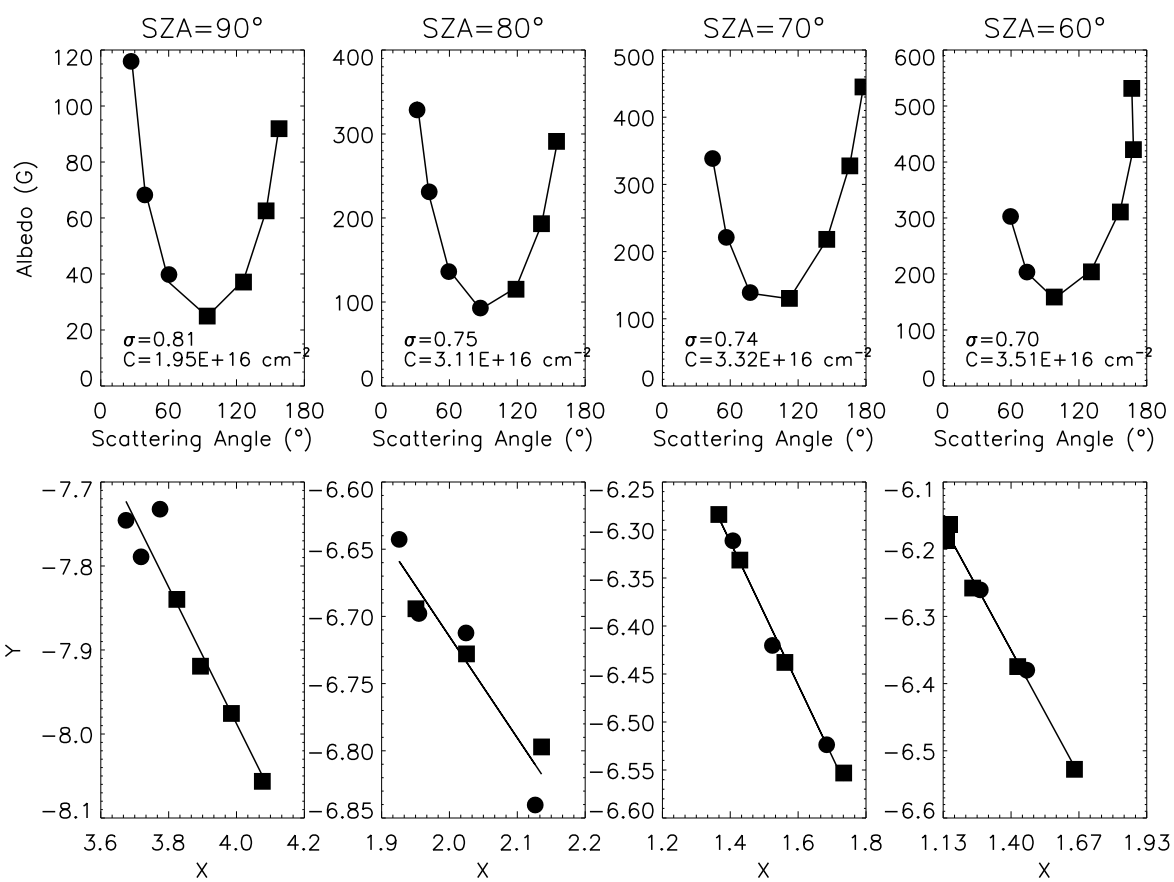 SZA=90°
SZA=80°
SZA=70°
SZA=60°
120
100
80
60
40
20
0
Albedo (G)
σ=0.81
C=1.95E+16 cm⁻²
0 60 120 180
Scattering Angle (°)
400
300
200
100
0
σ=0.75
C=3.11E+16 cm⁻²
0 60 120 180
Scattering Angle (°)
500
400
300
200
100
0
σ=0.74
C=3.32E+16 cm⁻²
0 60 120 180
Scattering Angle (°)
600
500
400
300
200
100
0
σ=0.70
C=3.51E+16 cm⁻²
0 60 120 180
Scattering Angle (°)
−7.7
−7.8
−7.9
−8.0
−8.1
Y
3.6 3.8 4.0 4.2
X
−6.60
−6.65
−6.70
−6.75
−6.80
−6.85
1.9 2.0 2.1 2.2
X
−6.25
−6.30
−6.35
−6.40
−6.45
−6.50
−6.55
−6.60
1.2 1.4 1.6 1.8
X
−6.1
−6.2
−6.3
−6.4
−6.5
−6.6
1.13 1.40 1.67 1.93
X